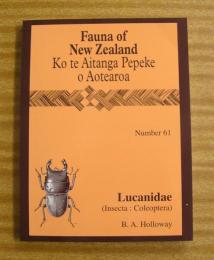 Fauna of
New Zealand
Ko te Aitanga Pepeke
o Aotearoa
Number 61
Lucanidae
(Insecta : Coleoptera)
B. A. Holloway